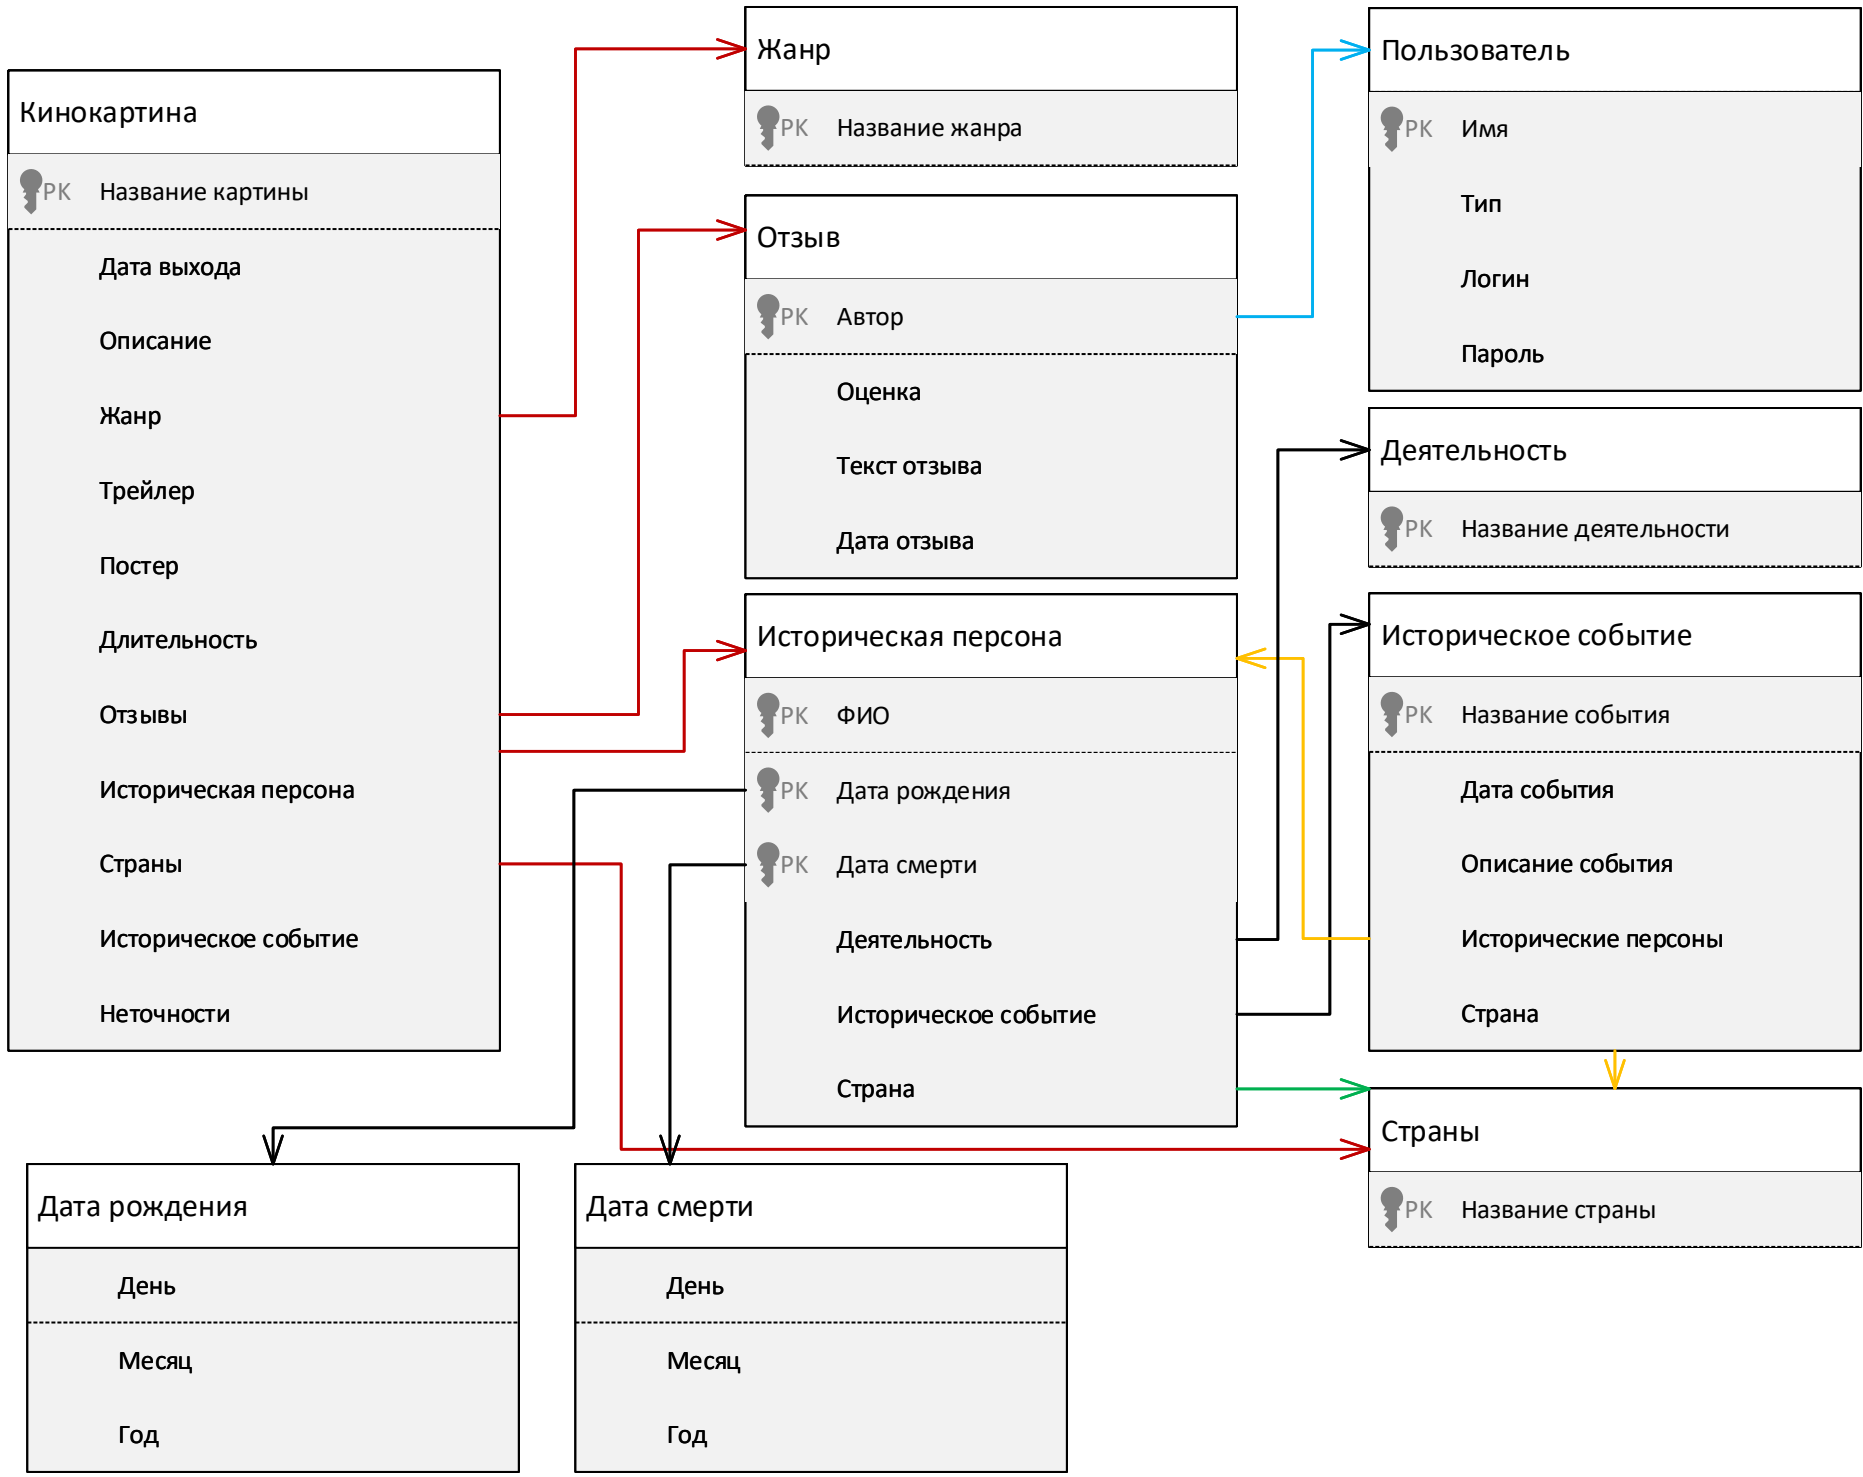 Кинокартина
PK Название картины
Дата выхода
Описание
Жанр
Трейлер
Постер
Длительность
Отзывы
Историческая персона
Страны
Историческое событие
Неточности
Жанр
PK Название жанра
Отзыв
PK Автор
Оценка
Текст отзыва
Дата отзыва
Историческая персона
PK ФИО
PK Дата рождения
PK Дата смерти
Деятельность
Историческое событие
Страна
Пользователь
PK Имя
Тип
Логин
Пароль
Деятельность
PK Название деятельности
Историческое событие
PK Название события
Дата события
Описание события
Исторические персоны
Страна
Страны
PK Название страны
Дата рождения
День
Месяц
Год
Дата смерти
День
Месяц
Год